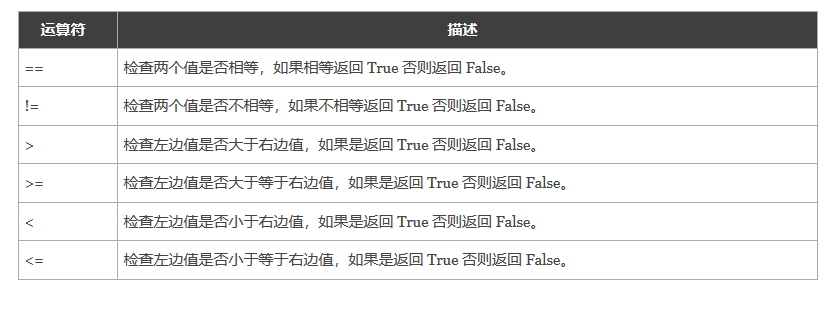 运算符 描述
== 检查两个值是否相等，如果相等返回 True 否则返回 False。
!= 检查两个值是否不相等，如果不相等返回 True 否则返回 False。
> 检查左边值是否大于右边值，如果是返回 True 否则返回 False。
>= 检查左边值是否大于等于右边值，如果是返回 True 否则返回 False。
< 检查左边值是否小于右边值，如果是返回 True 否则返回 False。
<= 检查左边值是否小于等于右边值，如果是返回 True 否则返回 False。